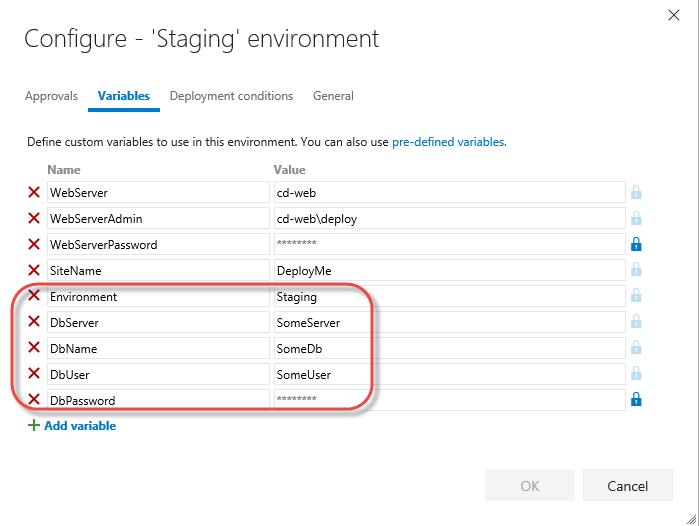 Configure - 'Staging' environment
Approvals Variables Deployment conditions General
Define custom variables to use in this environment. You can also use pre-defined variables.
Name Value
WebServer cd-web
WebServerAdmin cd-web\deploy
WebServerPassword ********
SiteName DeployMe
Environment Staging
DbServer SomeServer
DbName SomeDb
DbUser SomeUser
DbPassword ********
Add variable
OK Cancel